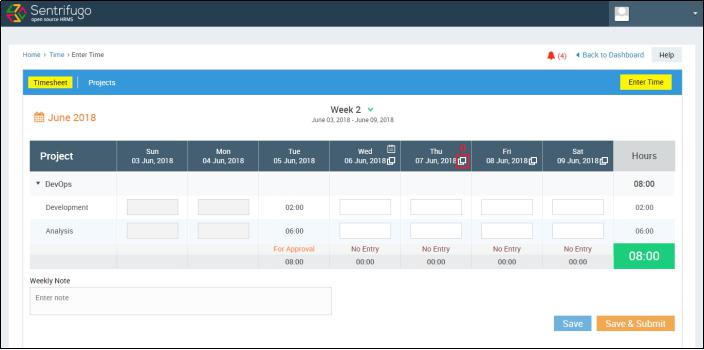 Sentrifugo
open source HRMS
Home > Time > Enter Time
(4) Back to Dashboard Help
Timesheet Projects Enter Time
June 2018
Week 2
June 03, 2018 - June 09, 2018
Project Sun Mon Tue Wed Thu Fri Sat Hours
03 Jun, 2018 04 Jun, 2018 05 Jun, 2018 06 Jun, 2018 07 Jun, 2018 08 Jun, 2018 09 Jun, 2018
DevOps 08:00
Development 02:00 02:00
Analysis 06:00 06:00
For Approval No Entry No Entry No Entry No Entry
08:00 00:00 00:00 00:00 00:00 08:00
Weekly Note
Enter note
Save Save & Submit